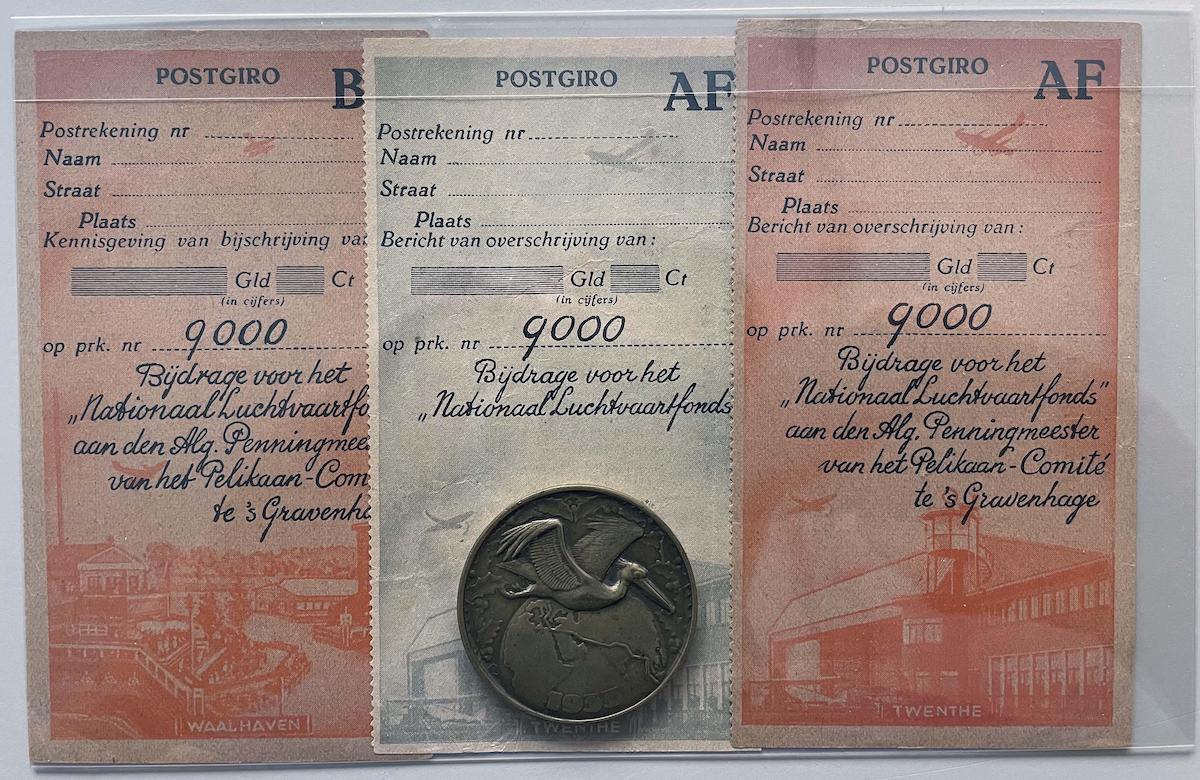 POSTGIRO
B
Postrekening nr
Naam
Straat
Plaats
Kennisgeving van bijschrijving
Gld Ct
(in cijfers)
op prk. nr 9000
Bijdrage voor het
„Nationaal
aan den Alg.
van het Pelikaan-
te 's
WAALHAVEN
POSTGIRO
AF
Postrekening nr
Naam
Straat
Plaats
Bericht van overschrijving van:
Gld Ct
(in cijfers)
op prk. nr 9000
Bijdrage voor het
„Nationaal Luchtvaartfonds
TWENTHE
POSTGIRO
AF
Postrekening nr
Naam
Straat
Plaats
Bericht van overschrijving van:
Gld Ct
(in cijfers)
op prk. nr 9000
Bijdrage voor het
„Nationaal Luchtvaartfonds"
aan den Alg. Penningmeester
van het Pelikaan-Comité
te 's Gravenhage
TWENTHE